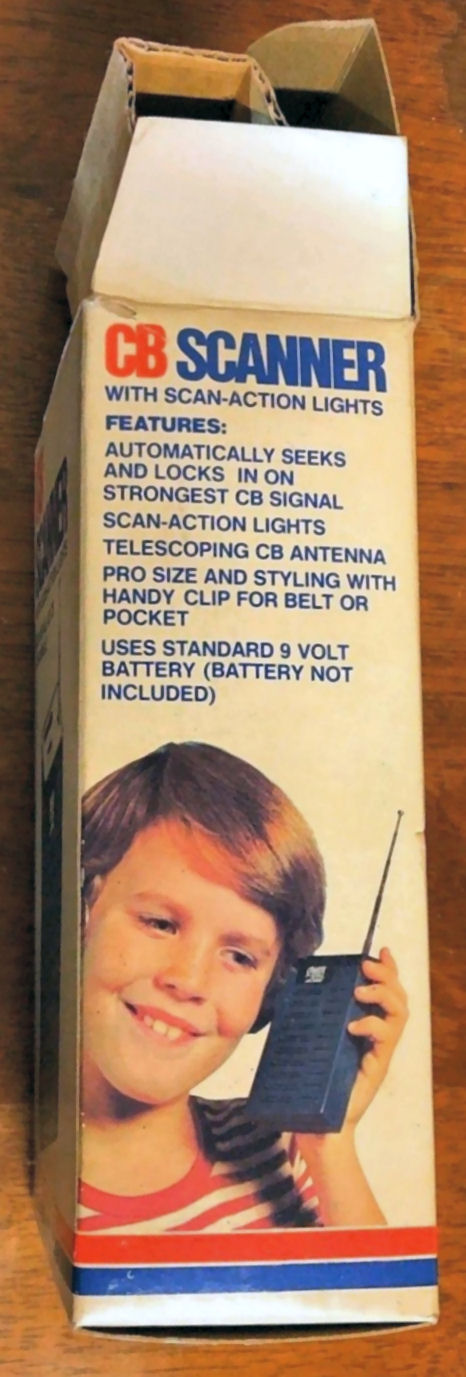 CB SCANNER
WITH SCAN-ACTION LIGHTS
FEATURES:
AUTOMATICALLY SEEKS
AND LOCKS IN ON
STRONGEST CB SIGNAL
SCAN-ACTION LIGHTS
TELESCOPING CB ANTENNA
PRO SIZE AND STYLING WITH
HANDY CLIP FOR BELT OR
POCKET
USES STANDARD 9 VOLT
BATTERY (BATTERY NOT
INCLUDED)